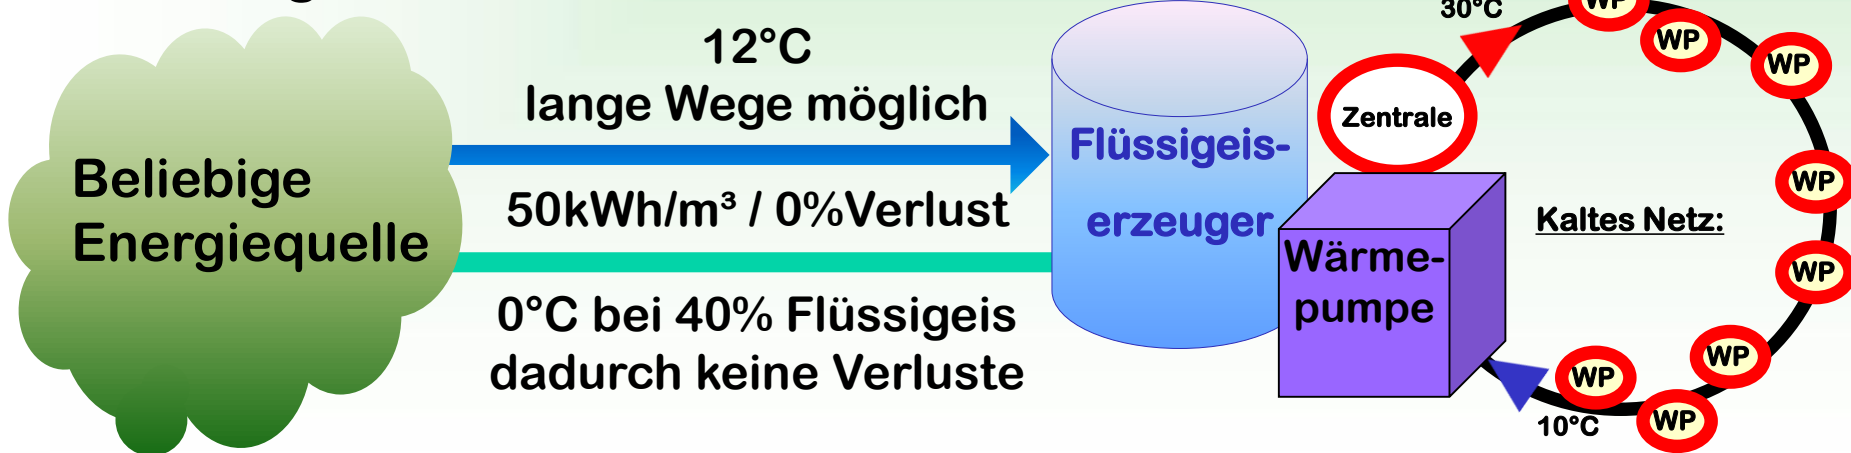 Beliebige
Energiequelle
12°C
lange Wege möglich
50kWh/m³ / 0%Verlust
0°C bei 40% Flüssigeis
dadurch keine Verluste
Flüssigeis-
erzeuger
Wärme-
pumpe
Zentrale
30°C
Kaltes Netz:
10°C
WP
WP
WP
WP
WP
WP
WP
WP